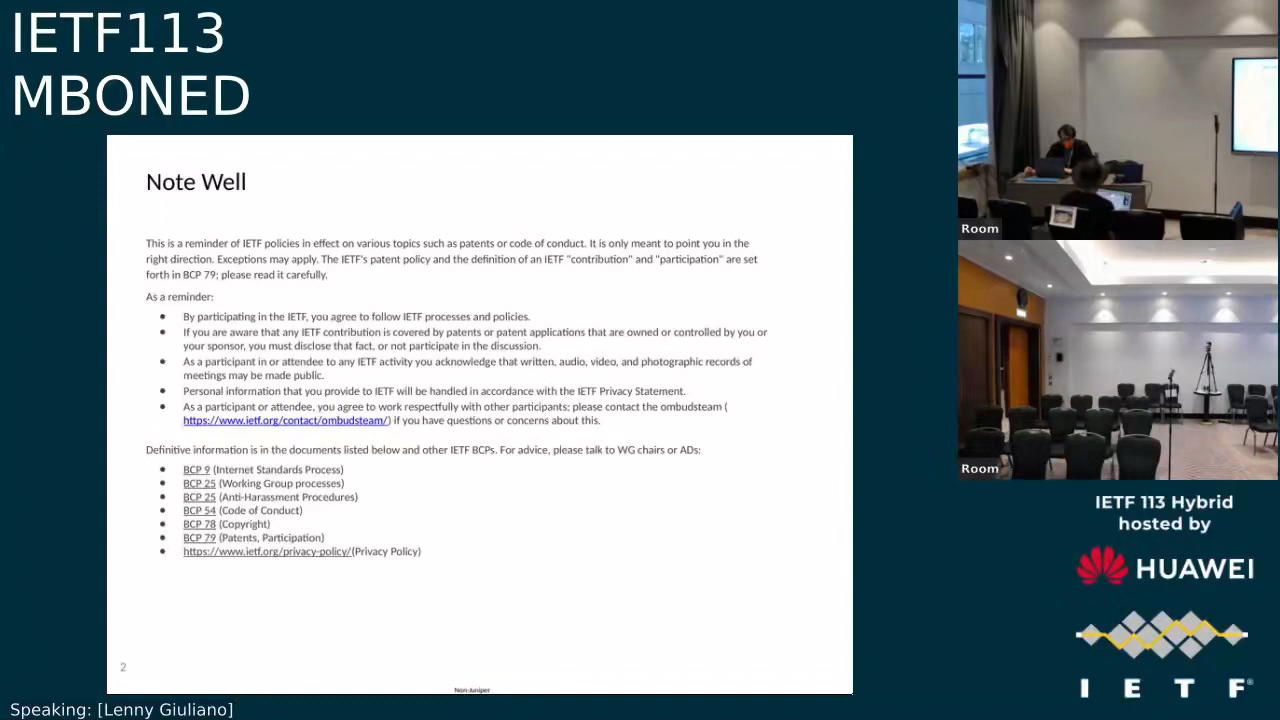 IETF113
MBONED
Note Well
This is a reminder of IETF policies in effect on various topics such as patents or code of conduct. It is only meant to point you in the
right direction. Exceptions may apply. The IETF's patent policy and the definition of an IETF "contribution" and "participation" are set
forth in BCP 79; please read it carefully.
As a reminder:
• By participating in the IETF, you agree to follow IETF processes and policies.
• If you are aware that any IETF contribution is covered by patents or patent applications that are owned or controlled by you or
your sponsor, you must disclose that fact, or not participate in the discussion.
• As a participant in or attendee to any IETF activity you acknowledge that written, audio, video, and photographic records of
meetings may be made public.
• Personal information that you provide to IETF will be handled in accordance with the IETF Privacy Statement.
• As a participant or attendee, you agree to work respectfully with other participants; please contact the ombudsteam (
https://www.ietf.org/contact/ombudsteam/) if you have questions or concerns about this.
Definitive information is in the documents listed below and other IETF BCPs. For advice, please talk to WG chairs or ADs:
• BCP 9 (Internet Standards Process)
• BCP 25 (Working Group processes)
• BCP 25 (Anti-Harassment Procedures)
• BCP 54 (Code of Conduct)
• BCP 78 (Copyright)
• BCP 79 (Patents, Participation)
• https://www.ietf.org/privacy-policy/(Privacy Policy)
2
Non-Juniper
Room
Room
IETF 113 Hybrid
hosted by
HUAWEI
I E T F®
Speaking: [Lenny Giuliano]